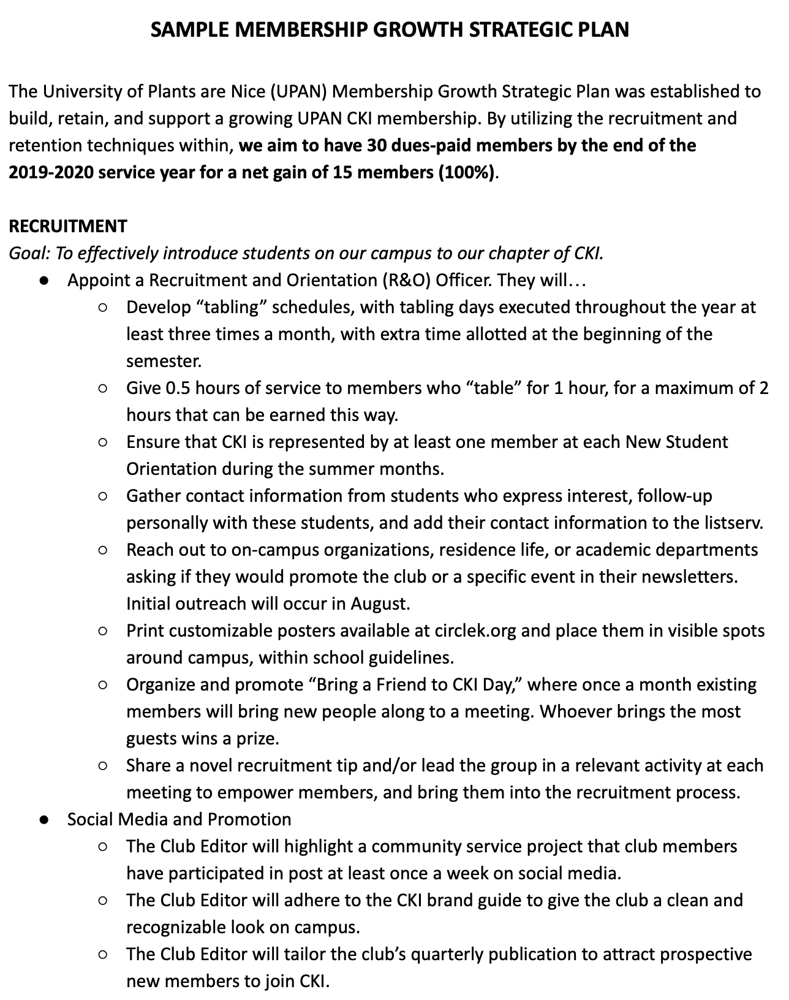 SAMPLE MEMBERSHIP GROWTH STRATEGIC PLAN
The University of Plants are Nice (UPAN) Membership Growth Strategic Plan was established to
build, retain, and support a growing UPAN CKI membership. By utilizing the recruitment and
retention techniques within, we aim to have 30 dues-paid members by the end of the
2019-2020 service year for a net gain of 15 members (100%).
RECRUITMENT
Goal: To effectively introduce students on our campus to our chapter of CKI.
● Appoint a Recruitment and Orientation (R&O) Officer. They will…
○ Develop “tabling” schedules, with tabling days executed throughout the year at
least three times a month, with extra time allotted at the beginning of the
semester.
○ Give 0.5 hours of service to members who “table” for 1 hour, for a maximum of 2
hours that can be earned this way.
○ Ensure that CKI is represented by at least one member at each New Student
Orientation during the summer months.
○ Gather contact information from students who express interest, follow-up
personally with these students, and add their contact information to the listserv.
○ Reach out to on-campus organizations, residence life, or academic departments
asking if they would promote the club or a specific event in their newsletters.
Initial outreach will occur in August.
○ Print customizable posters available at circlek.org and place them in visible spots
around campus, within school guidelines.
○ Organize and promote “Bring a Friend to CKI Day,” where once a month existing
members will bring new people along to a meeting. Whoever brings the most
guests wins a prize.
○ Share a novel recruitment tip and/or lead the group in a relevant activity at each
meeting to empower members, and bring them into the recruitment process.
● Social Media and Promotion
○ The Club Editor will highlight a community service project that club members
have participated in post at least once a week on social media.
○ The Club Editor will adhere to the CKI brand guide to give the club a clean and
recognizable look on campus.
○ The Club Editor will tailor the club’s quarterly publication to attract prospective
new members to join CKI.